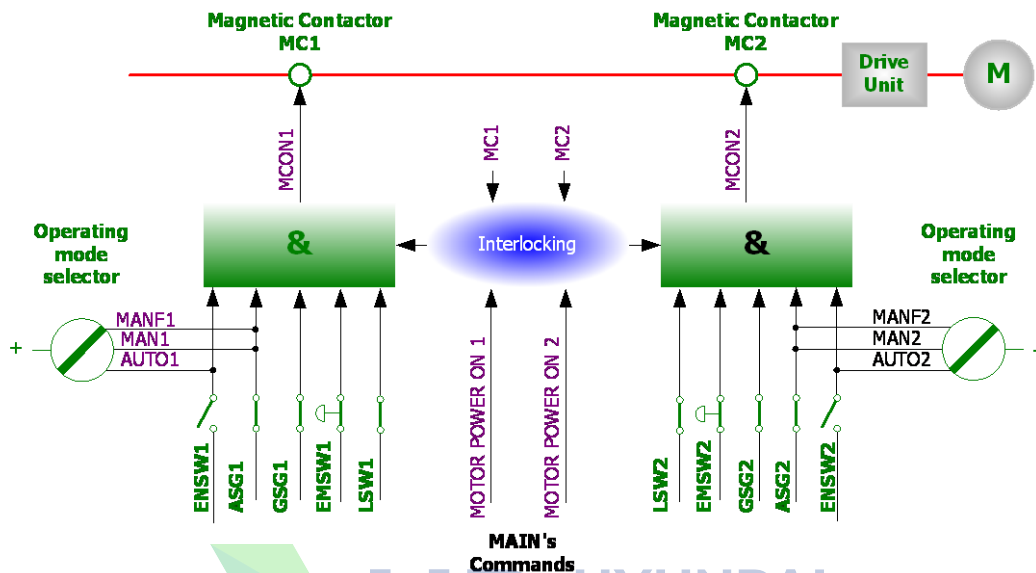 Magnetic Contactor
MC1
Magnetic Contactor
MC2
Drive
Unit
M
MCON1
MC1
MC2
MCON2
Operating
mode
selector
&
Interlocking
&
Operating
mode
selector
MANF1
MAN1
AUTO1
+
MANF2
MAN2
AUTO2
ENSW1
ASG1
GSG1
EMSW1
LSW1
MOTOR POWER ON 1
MOTOR POWER ON 2
LSW2
EMSW2
GSG2
ASG2
ENSW2
MAIN's
Commands